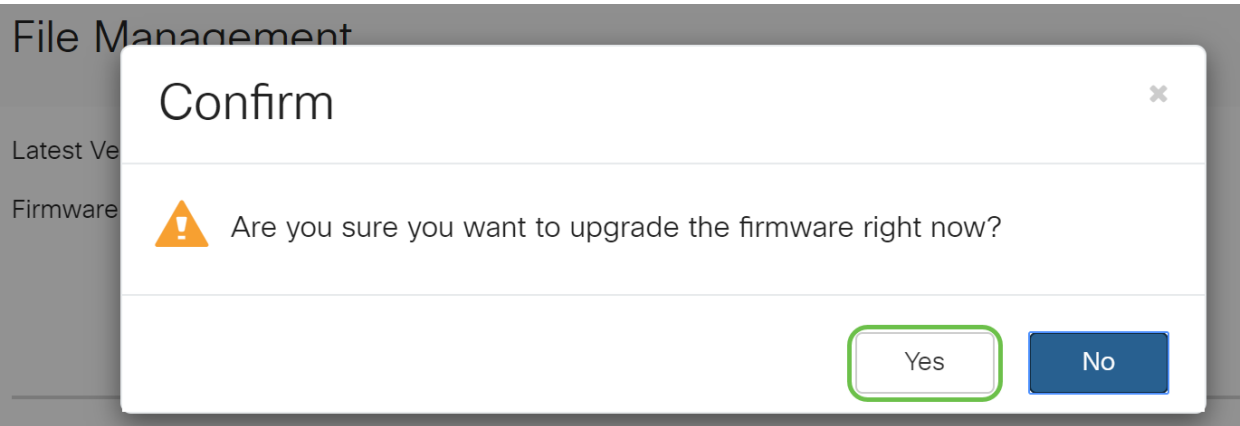 File Management
Confirm
Latest Ve
Firmware
Are you sure you want to upgrade the firmware right now?
Yes
No